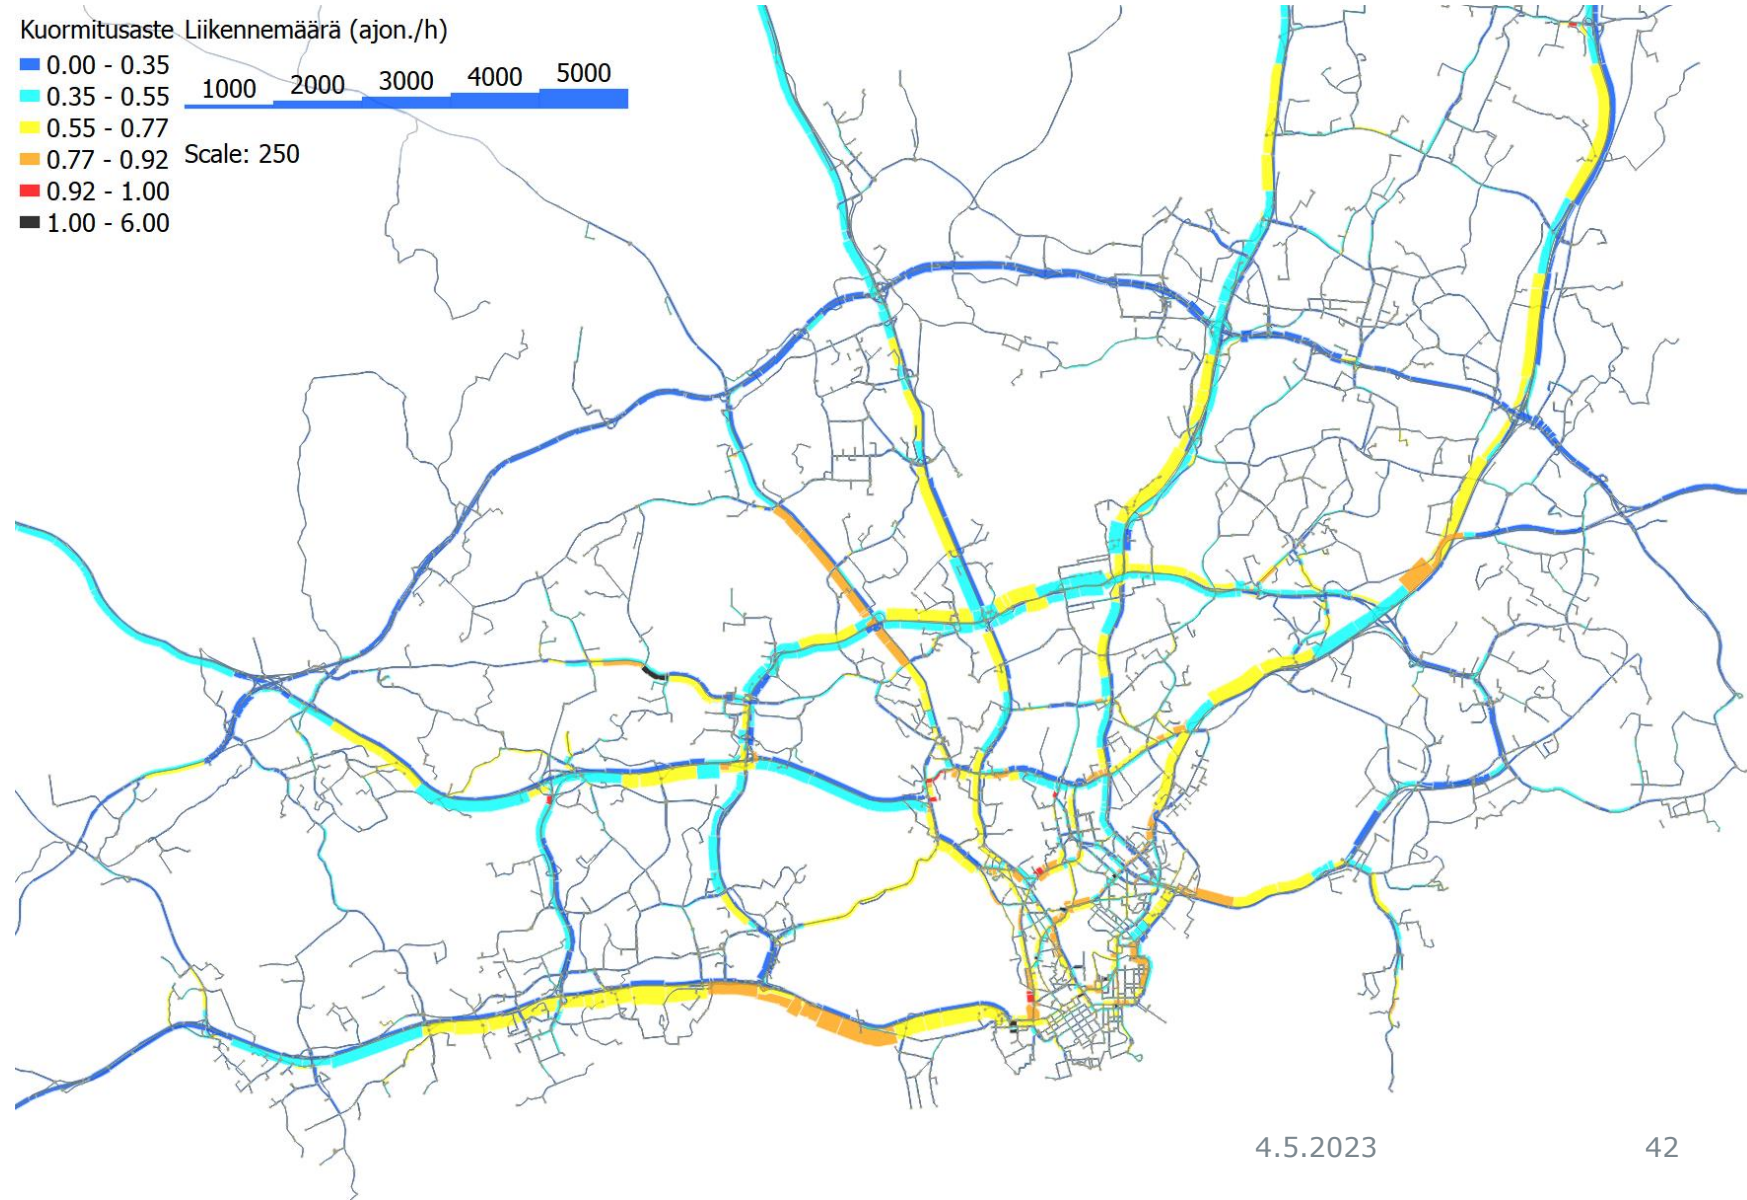 Kuormitusaste Liikennemäärä (ajon./h)
0.00 - 0.35
0.35 - 0.55
0.55 - 0.77
0.77 - 0.92
0.92 - 1.00
1.00 - 6.00
1000 2000 3000 4000 5000
Scale: 250
4.5.2023 42